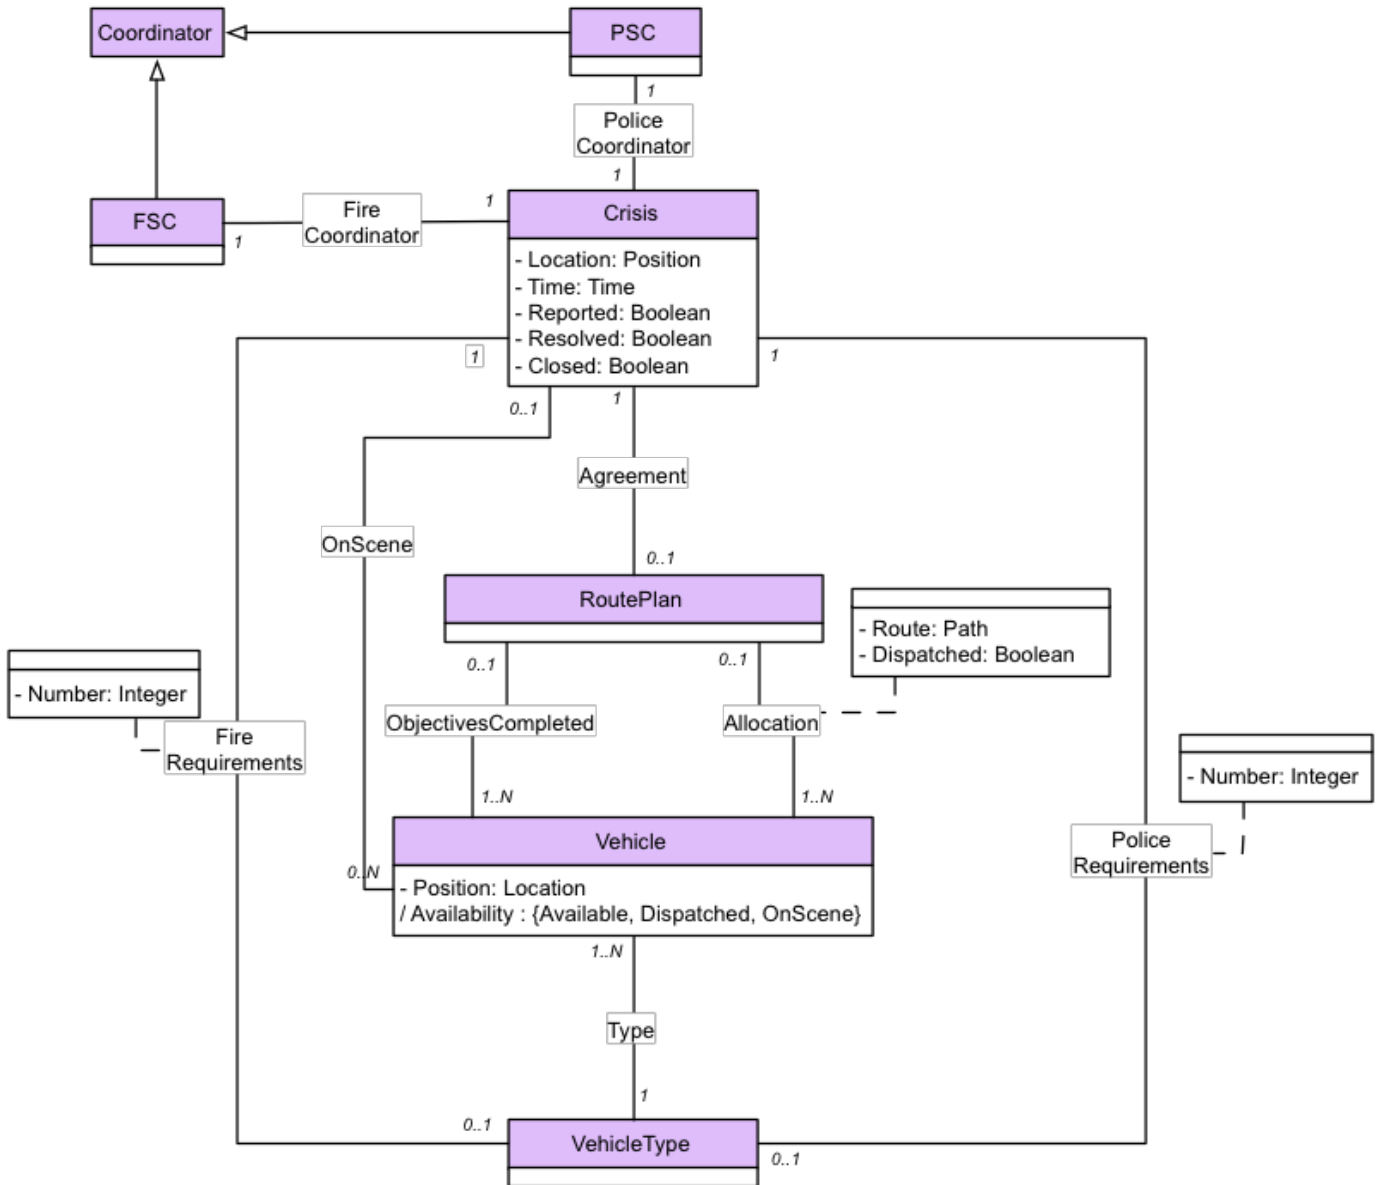 Coordinator
PSC
1
Police
Coordinator
1
FSC
1
Fire
Coordinator
1
Crisis
- Location: Position
- Time: Time
- Reported: Boolean
- Resolved: Boolean
- Closed: Boolean
1
1
0..1
1
Agreement
OnScene
0..1
RoutePlan
- Route: Path
- Dispatched: Boolean
0..1
0..1
- Number: Integer
ObjectivesCompleted
Allocation
Fire
Requirements
- Number: Integer
1..N
1..N
Police
Requirements
Vehicle
0..N
- Position: Location
/ Availability : {Available, Dispatched, OnScene}
1..N
Type
1
0..1
VehicleType
0..1